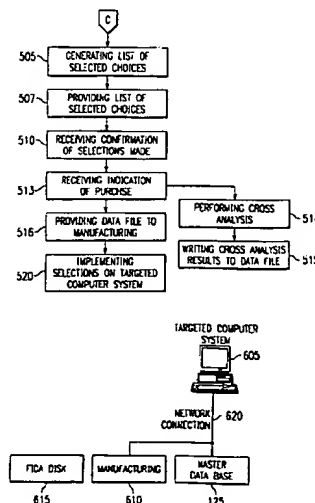 C
505
GENERATING LIST OF
SELECTED CHOICES
507
PROVIDING LIST OF
SELECTED CHOICES
510
RECEIVING CONFIRMATION
OF SELECTIONS MADE
513
RECEIVING INDICATION
OF PURCHSE
516
PROVIDING DATA FILE TO
MANUFACTURING
PERFORMING CROSS
ANALYSIS
514
520
IMPLEMENTING
SELECTIONS ON TARGETED
COMPUTER SYSTEM
WRITING CROSS ANALYSIS
RESULTS TO DATA FILE
515
TARGETED COMPUTER
SYSTEM
605
NETWORK
CONNECTION
620
FICA DISK
MANUFACTURING
MASTER
DATA BASE
615
610
125